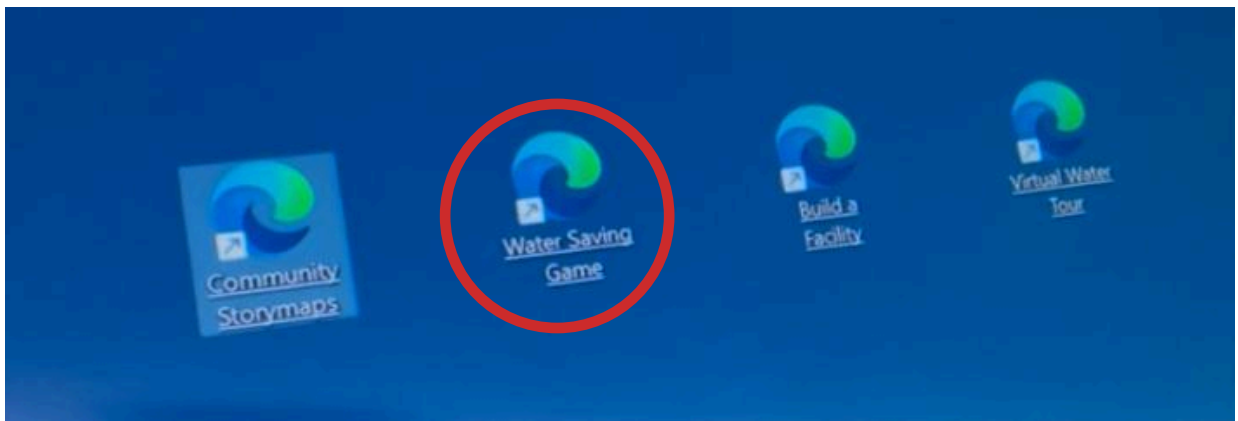 Community
Storymaps
Water Saving
Game
Build a
Facility
Virtual Water
Tour